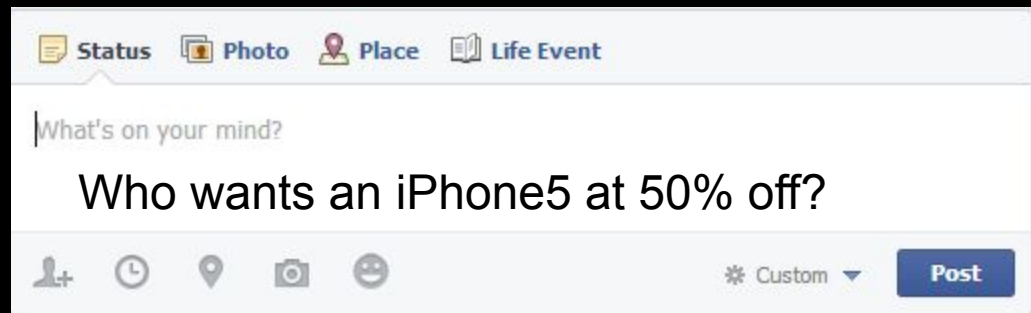 Status Photo Place Life Event
What's on your mind?
Who wants an iPhone5 at 50% off?
Custom Post